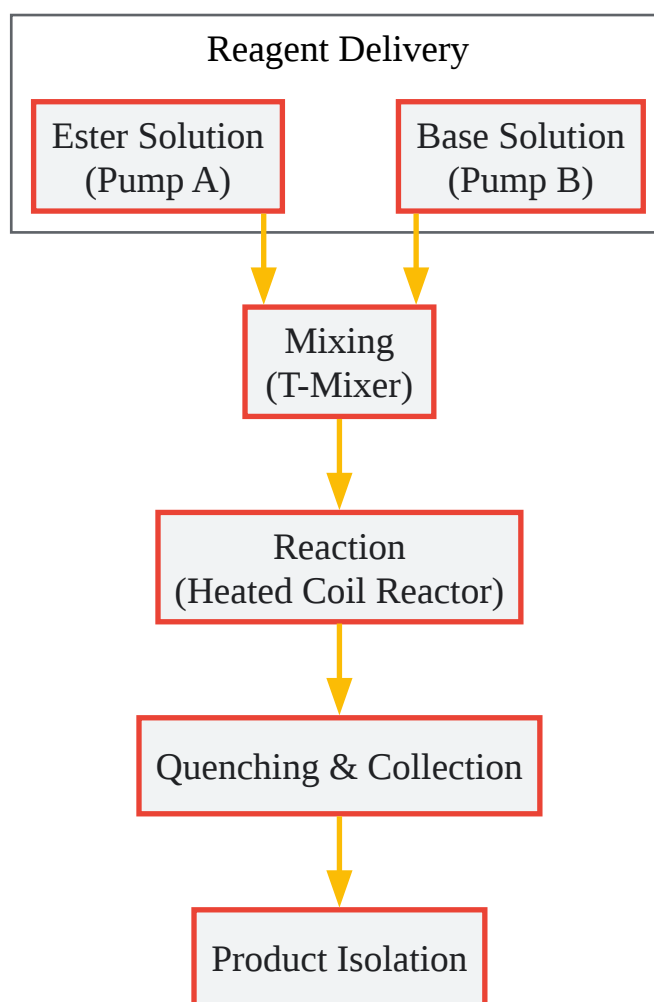 Reagent Delivery
Ester Solution
(Pump A)
Base Solution
(Pump B)
Mixing
(T-Mixer)
Reaction
(Heated Coil Reactor)
Quenching & Collection
Product Isolation